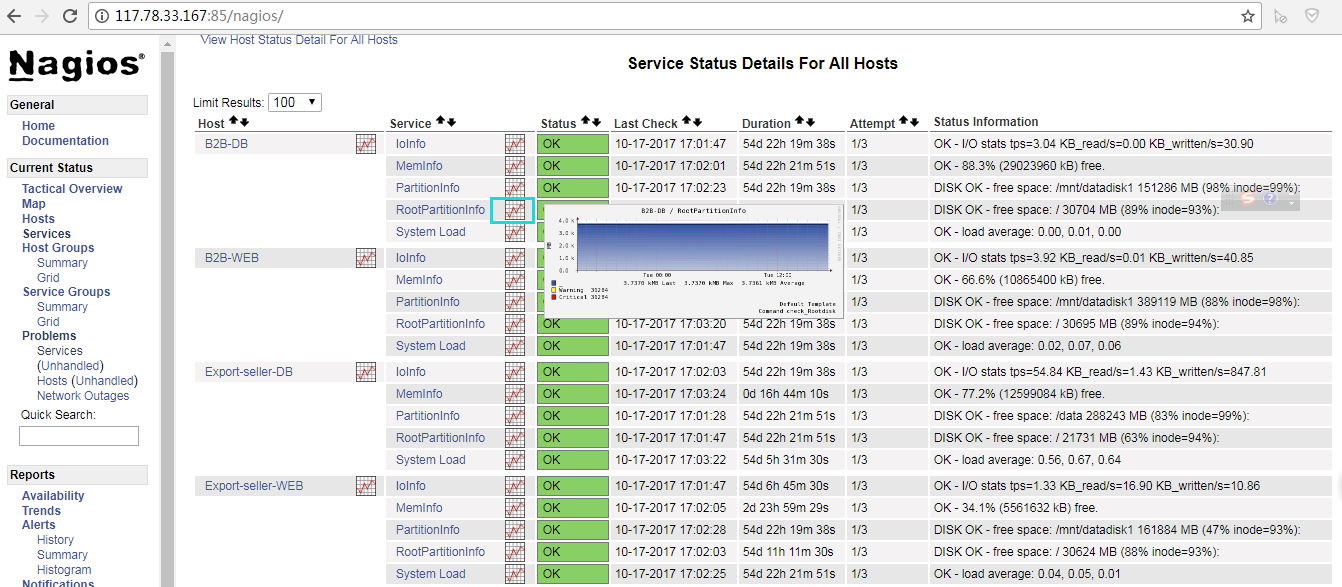 117.78.33.167:85/nagios/
View Host Status Detail For All Hosts
Nagios®
General
Home
Documentation
Current Status
Tactical Overview
Map
Hosts
Services
Host Groups
Summary
Grid
Service Groups
Summary
Grid
Problems
Services
(Unhandled)
Hosts (Unhandled)
Network Outages
Quick Search:
Reports
Availability
Trends
Alerts
History
Summary
Histogram
Notifications
Service Status Details For All Hosts
Limit Results: 100
Host Service Status Last Check Duration Attempt Status Information
B2B-DB IoInfo OK 10-17-2017 17:01:47 54d 22h 19m 38s 1/3 OK - I/O stats tps=3.04 KB_read/s=0.00 KB_written/s=30.90
MemInfo OK 10-17-2017 17:02:01 54d 22h 21m 51s 1/3 OK - 88.3% (29023960 kB) free.
PartitionInfo OK 10-17-2017 17:02:23 54d 22h 19m 38s 1/3 DISK OK - free space: /mnt/datadisk1 151286 MB (98% inode=99%):
RootPartitionInfo 1/3 DISK OK - free space: / 30704 MB (89% inode=93%):
System Load 1/3 OK - load average: 0.00, 0.01, 0.00
B2B-WEB IoInfo 1/3 OK - I/O stats tps=3.92 KB_read/s=0.01 KB_written/s=40.85
MemInfo 1/3 OK - 66.6% (10865400 kB) free.
PartitionInfo 1/3 DISK OK - free space: /mnt/datadisk1 389119 MB (88% inode=98%):
RootPartitionInfo OK 10-17-2017 17:03:20 54d 22h 19m 38s 1/3 DISK OK - free space: / 30695 MB (89% inode=94%):
System Load OK 10-17-2017 17:01:47 54d 22h 19m 38s 1/3 OK - load average: 0.02, 0.07, 0.06
Export-seller-DB IoInfo OK 10-17-2017 17:02:03 54d 22h 19m 38s 1/3 OK - I/O stats tps=54.84 KB_read/s=1.43 KB_written/s=847.81
MemInfo OK 10-17-2017 17:03:24 0d 16h 44m 10s 1/3 OK - 77.2% (12599084 kB) free.
PartitionInfo OK 10-17-2017 17:01:28 54d 22h 21m 51s 1/3 DISK OK - free space: /data 288243 MB (83% inode=99%):
RootPartitionInfo OK 10-17-2017 17:01:47 54d 22h 21m 51s 1/3 DISK OK - free space: / 21731 MB (63% inode=94%):
System Load OK 10-17-2017 17:03:22 54d 5h 31m 30s 1/3 OK - load average: 0.56, 0.67, 0.64
Export-seller-WEB IoInfo OK 10-17-2017 17:01:47 54d 6h 45m 30s 1/3 OK - I/O stats tps=1.33 KB_read/s=16.90 KB_written/s=10.86
MemInfo OK 10-17-2017 17:02:05 2d 23h 59m 29s 1/3 OK - 34.1% (5561632 kB) free.
PartitionInfo OK 10-17-2017 17:02:28 54d 22h 19m 38s 1/3 DISK OK - free space: /mnt/datadisk1 161884 MB (47% inode=93%):
RootPartitionInfo OK 10-17-2017 17:02:03 54d 11h 11m 30s 1/3 DISK OK - free space: / 30624 MB (88% inode=93%):
System Load OK 10-17-2017 17:02:25 54d 22h 19m 38s 1/3 OK - load average: 0.04, 0.05, 0.01
B2B-DB / RootPartitionInfo
4.0 k
3.0 k
2.0 k
1.0 k
0.0
MB
Tue 00:00 Tue 12:00
3.7370 kMB Last 3.7370 kMB Max 3.7361 kMB Average
Warning 30284
Critical 30284
Default Template
Command check_Rootdisk